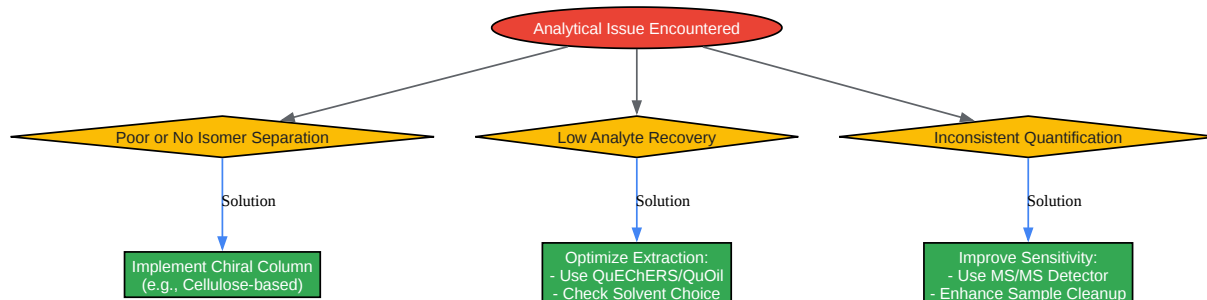 Analytical Issue Encountered
Poor or No Isomer Separation
Low Analyte Recovery
Inconsistent Quantification
Solution
Solution
Solution
Implement Chiral Column
(e.g., Cellulose-based)
Optimize Extraction:
- Use QuEChERS/QuOil
- Check Solvent Choice
Improve Sensitivity:
- Use MS/MS Detector
- Enhance Sample Cleanup